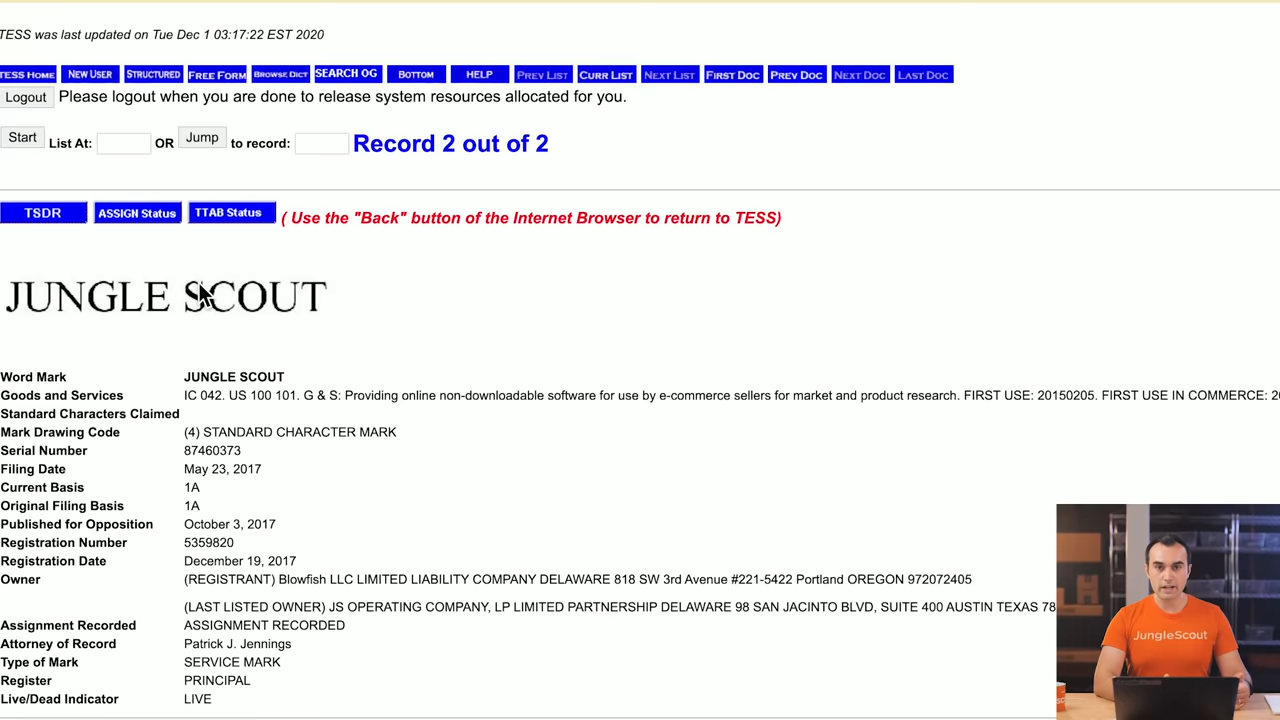 TESS was last updated on Tue Dec 1 03:17:22 EST 2020
TESS HOME NEW USER STRUCTURED FREE FORM BROWSE DICT SEARCH OG BOTTOM HELP PREV LIST CURR LIST NEXT LIST FIRST DOC PREV DOC NEXT DOC LAST DOC
Logout Please logout when you are done to release system resources allocated for you.
Start List At: OR Jump to record: Record 2 out of 2
TSDR ASSIGN Status TTAB Status ( Use the "Back" button of the Internet Browser to return to TESS)
JUNGLE SCOUT
Word Mark JUNGLE SCOUT
Goods and Services IC 042. US 100 101. G & S: Providing online non-downloadable software for use by e-commerce sellers for market and product research. FIRST USE: 20150205. FIRST USE IN COMMERCE: 20
Standard Characters Claimed
Mark Drawing Code (4) STANDARD CHARACTER MARK
Serial Number 87460373
Filing Date May 23, 2017
Current Basis 1A
Original Filing Basis 1A
Published for Opposition October 3, 2017
Registration Number 5359820
Registration Date December 19, 2017
Owner (REGISTRANT) Blowfish LLC LIMITED LIABILITY COMPANY DELAWARE 818 SW 3rd Avenue #221-5422 Portland OREGON 972072405
(LAST LISTED OWNER) JS OPERATING COMPANY, LP LIMITED PARTNERSHIP DELAWARE 98 SAN JACINTO BLVD, SUITE 400 AUSTIN TEXAS 78
Assignment Recorded ASSIGNMENT RECORDED
Attorney of Record Patrick J. Jennings
Type of Mark SERVICE MARK
Register PRINCIPAL
Live/Dead Indicator LIVE
JungleScout